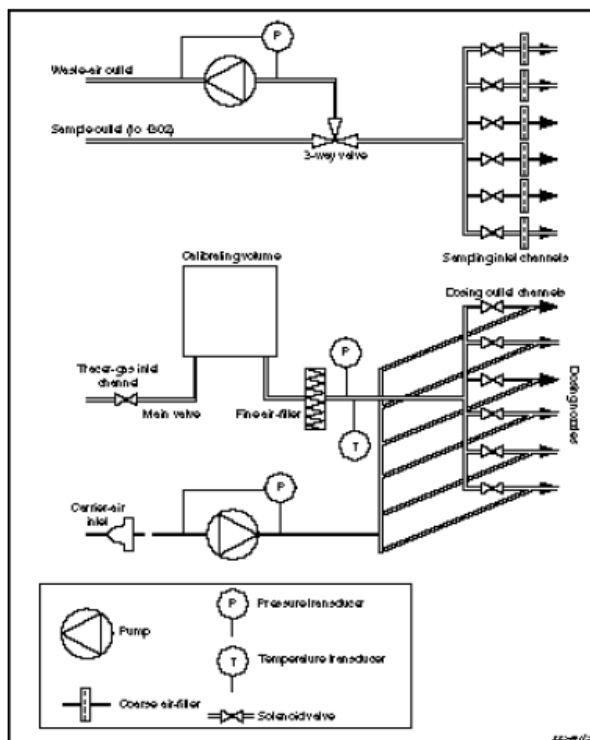 P
Waste-air outlet
Sample outlet (to 1302)
3-way valve
Sampling inlet channels
Calibrating volume
Dosing outlet channels
P
Tracer-gas inlet
channel
Main valve
Fine air-filter
T
Dosing nozzles
P
Carrier-air
inlet
P
Pressure transducer
Pump
T
Temperature transducer
Coarse air-filter
Solenoid valve